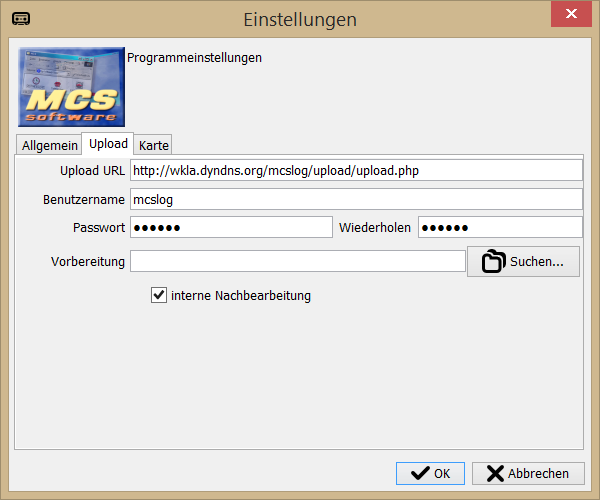 Einstellungen
MCS
software
Programmeinstellungen
Allgemein Upload Karte
Upload URL http://wkla.dyndns.org/mcslog/upload/upload.php
Benutzername mcslog
Passwort ●●●●●● Wiederholen ●●●●●●
Vorbereitung Suchen...
interne Nachbearbeitung
OK Abbrechen